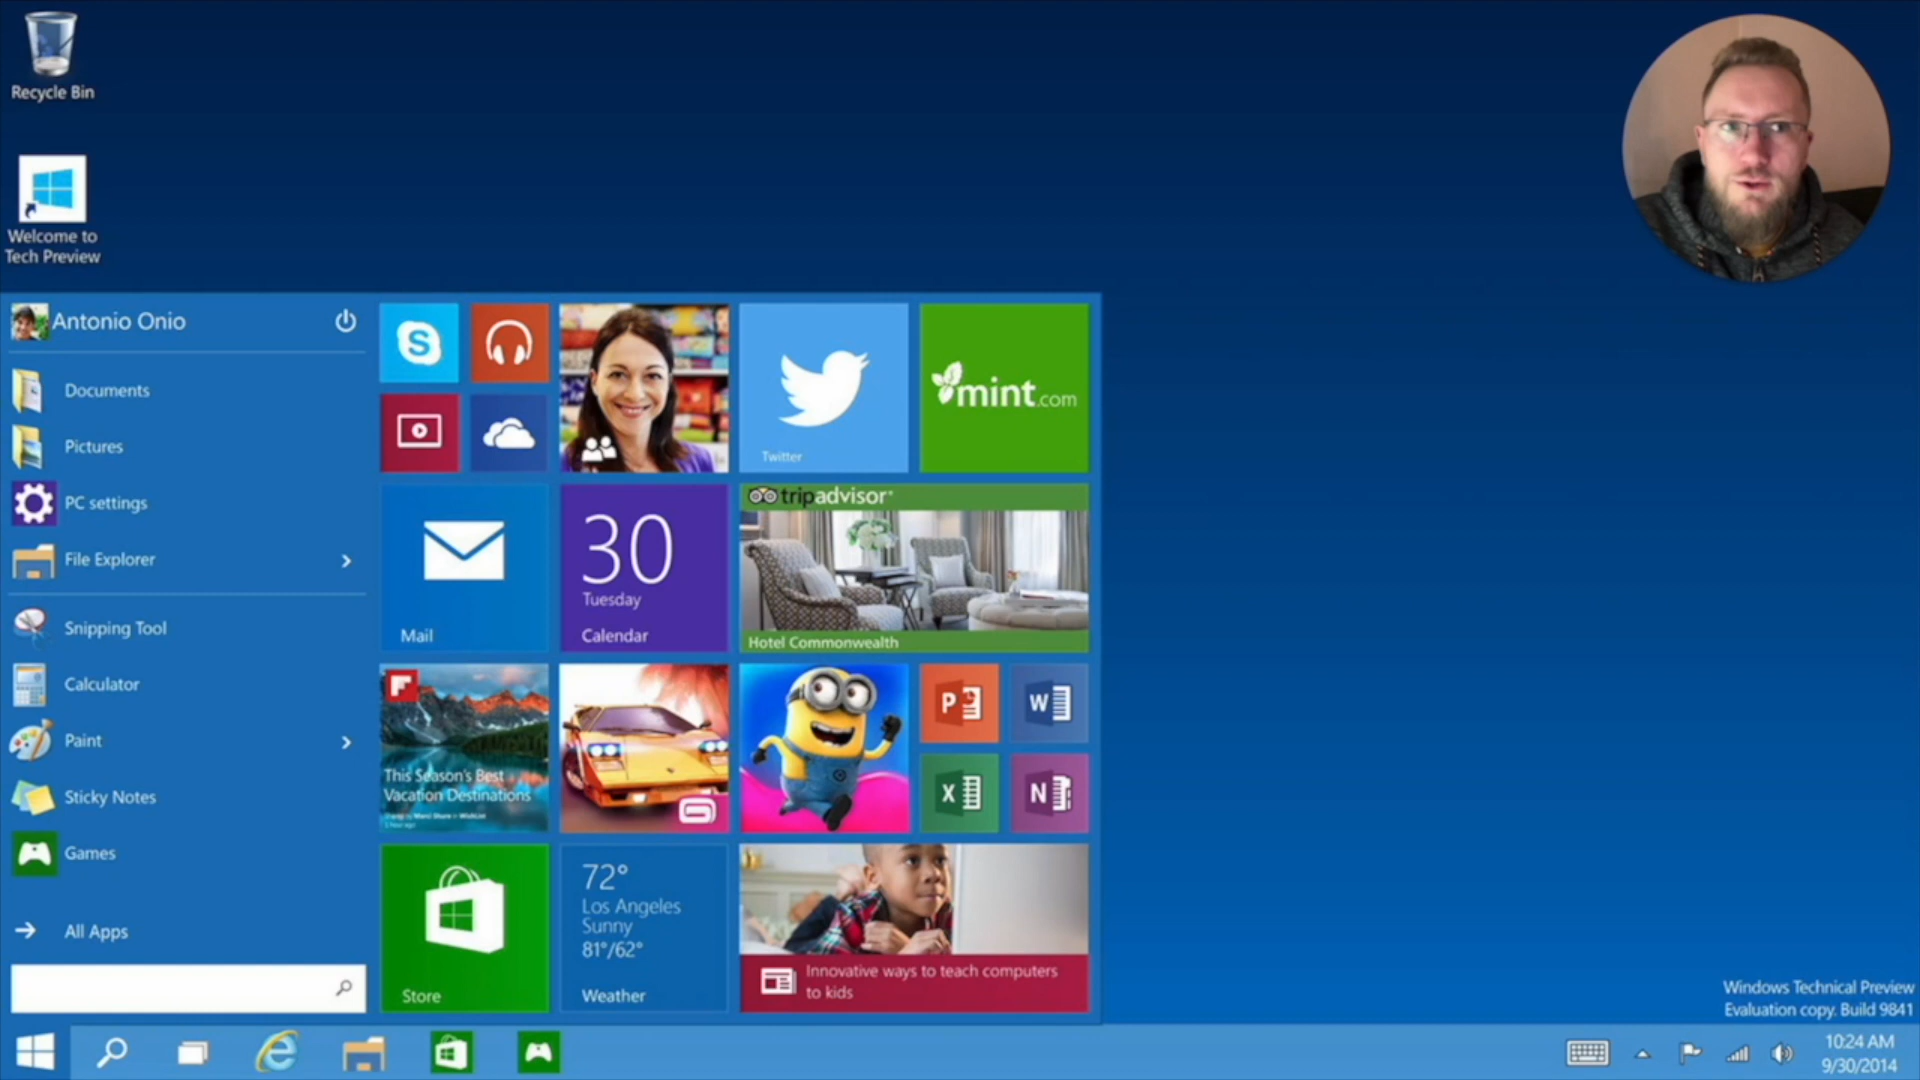 Recycle Bin
Welcome to
Tech Preview
Antonio Onio
Documents
Pictures
PC settings
File Explorer
Snipping Tool
Calculator
Paint
Sticky Notes
Games
All Apps
S
Twitter
mint.com
Mail
30
Tuesday
Calendar
tripadvisor
Hotel Commonwealth
This Season's Best
Vacation Destinations
P
W
X
N
Store
72°
Los Angeles
Sunny
81°/62°
Weather
Innovative ways to teach computers
to kids
Windows Technical Preview
Evaluation copy. Build 9841
10:24 AM
9/30/2014